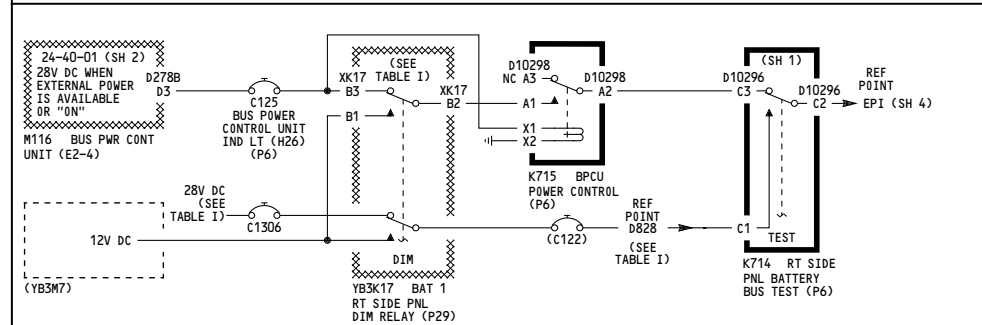 24-40-01 (SH 2)
28V DC WHEN
EXTERNAL POWER
IS AVAILABLE
OR "ON"
D278B
D3
M116 BUS PWR CONT
UNIT (E2-4)
C125
BUS POWER
CONTROL UNIT
IND LT (H26)
(P6)
(SEE
TABLE I)
XK17
B3
XK17
B2
B1
D10298
NC A3
D10298
A2
A1
X1
X2
K715 BPCU
POWER CONTROL
(P6)
(SH 1)
D10296
C3
D10296
C2
REF
POINT
EPI (SH 4)
28V DC
(SEE
TABLE I)
C1306
12V DC
(YB3M7)
DIM
YB3K17 BAT 1
RT SIDE PNL
DIM RELAY (P29)
(C122)
REF
POINT
D828
(SEE
TABLE I)
C1
TEST
K714 RT SIDE
PNL BATTERY
BUS TEST (P6)